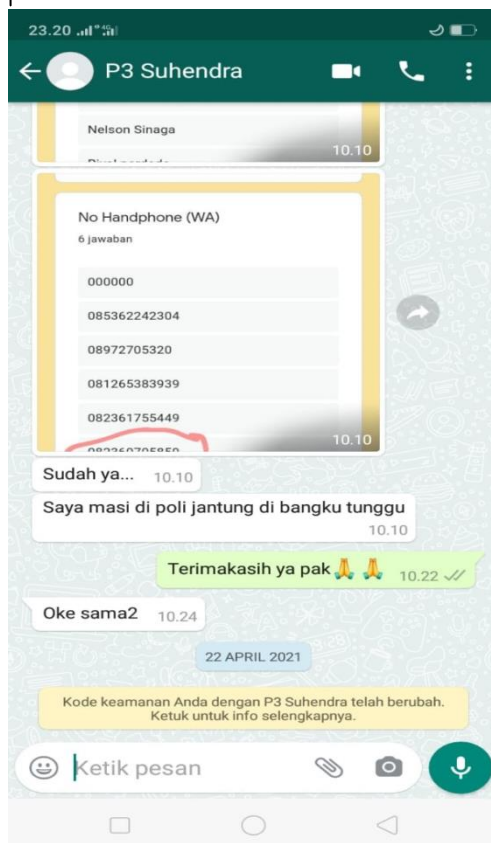 23.20
P3 Suhendra
Nelson Sinaga
10.10
No Handphone (WA)
6 jawaban
000000
085362242304
08972705320
081265383939
082361755449
10.10
Sudah ya... 10.10
Saya masi di poli jantung di bangku tunggu
10.10
Terimakasih ya pak🙏 🙏 10.22
Oke sama2 10.24
22 APRIL 2021
Kode keamanan Anda dengan P3 Suhendra telah berubah.
Ketuk untuk info selengkapnya.
Ketik pesan